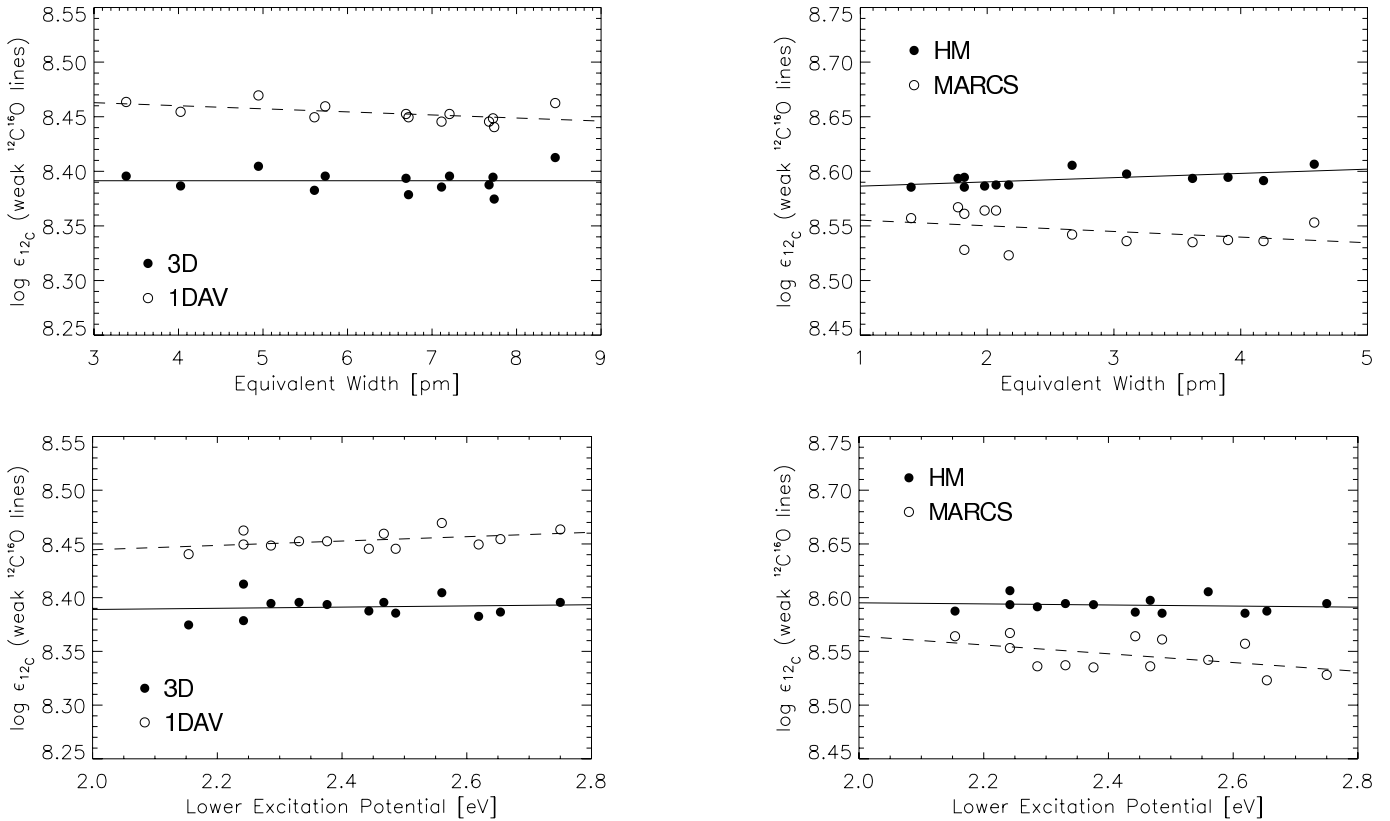 log ϵ₁₂C (weak ¹²C¹⁶O lines)
8.55
8.50
8.45
8.40
8.35
8.30
8.25
3D
1DAV
3 4 5 6 7 8 9
Equivalent Width [pm]
log ϵ₁₂C (weak ¹²C¹⁶O lines)
8.75
8.70
8.65
8.60
8.55
8.50
8.45
HM
MARCS
1 2 3 4 5
Equivalent Width [pm]
log ϵ₁₂C (weak ¹²C¹⁶O lines)
8.55
8.50
8.45
8.40
8.35
8.30
8.25
3D
1DAV
2.0 2.2 2.4 2.6 2.8
Lower Excitation Potential [eV]
log ϵ₁₂C (weak ¹²C¹⁶O lines)
8.75
8.70
8.65
8.60
8.55
8.50
8.45
HM
MARCS
2.0 2.2 2.4 2.6 2.8
Lower Excitation Potential [eV]